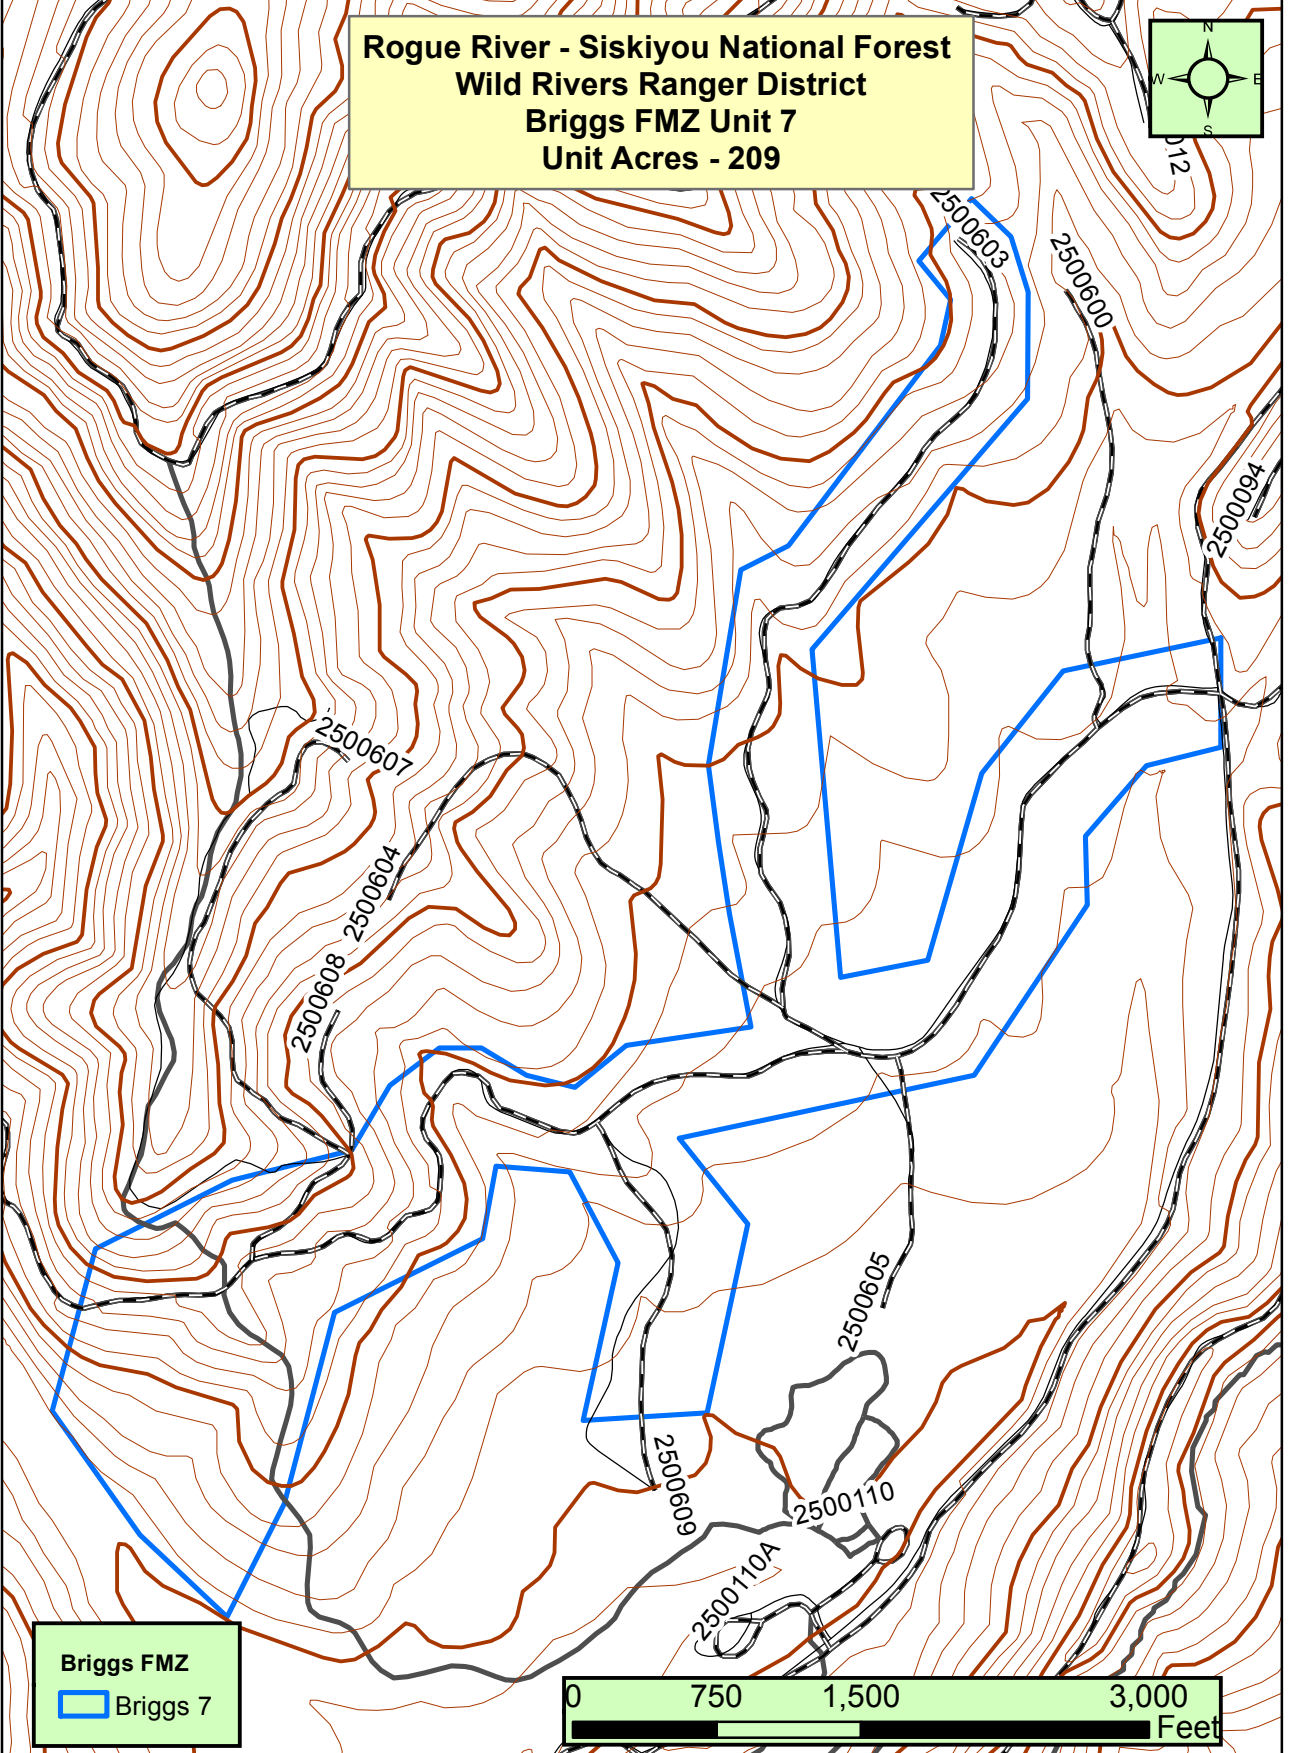 Rogue River - Siskiyou National Forest
Wild Rivers Ranger District
Briggs FMZ Unit 7
Unit Acres - 209
N
W
E
S
012
2500603
2500600
2500094
2500607
2500604
2500608
2500605
2500609
2500110
2500110A
Briggs FMZ
Briggs 7
0
750
1,500
3,000
Feet